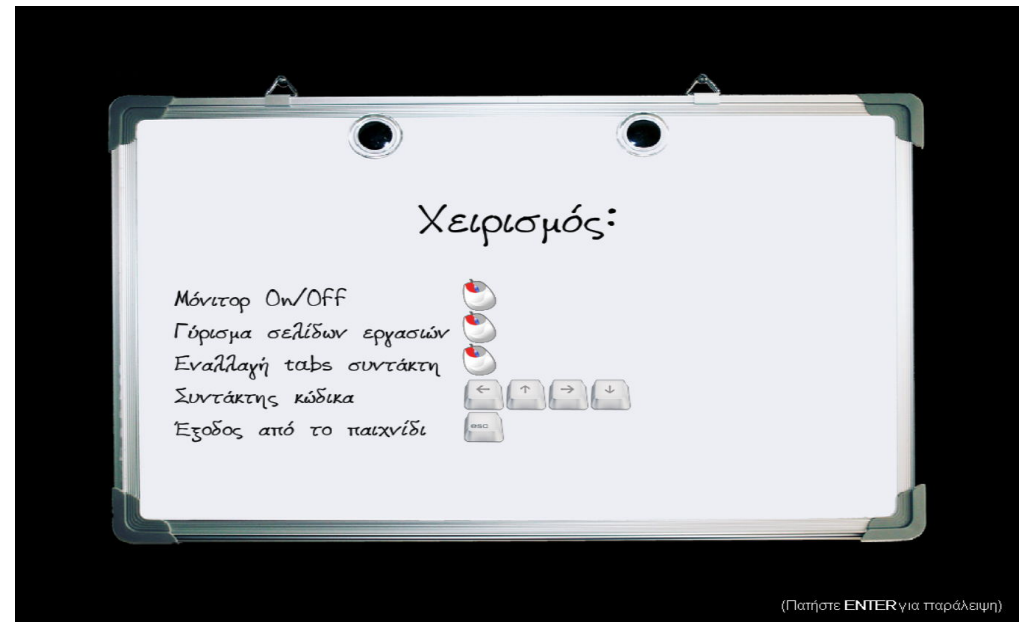 Χειρισμός:
Μόνιτορ On/Off
Γύρισμα σελίδων εργασιών
Εναλλαγή tabs συντάκτη
Συντάκτης κώδικα ← ↑ → ↓
Έξοδος από το παιχνίδι esc
(Πατήστε ENTER για παράλειψη)